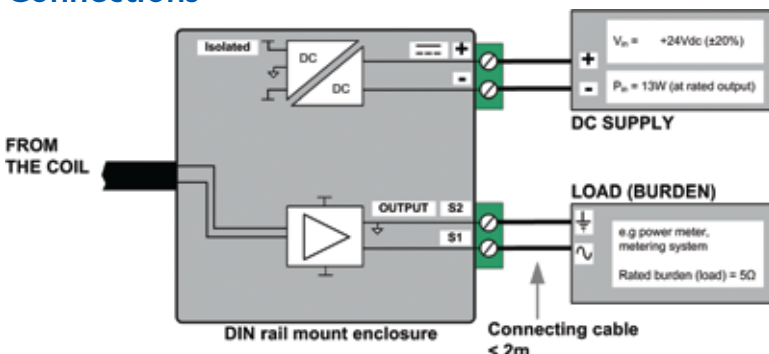 Connections
Isolated
DC
DC
+
-
+
-
Vin = +24Vdc (±20%)
Pin = 13W (at rated output)
DC SUPPLY
FROM
THE COIL
OUTPUT S2
S1
LOAD (BURDEN)
e.g power meter,
metering system
Rated burden (load) = 5Ω
DIN rail mount enclosure
Connecting cable
≤ 2m